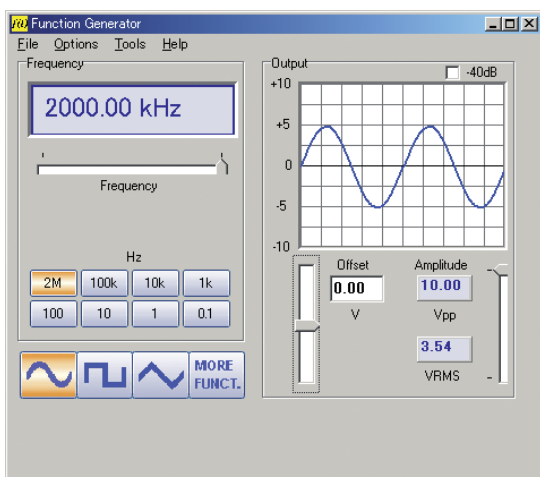 f(t) Function Generator
File Options Tools Help
Frequency
2000.00 kHz
Frequency
Hz
2M 100k 10k 1k
100 10 1 0.1
MORE
FUNCT.
Output
-40dB
+10
+5
0
-5
-10
Offset
0.00
V
Amplitude
10.00
Vpp
3.54
VRMS